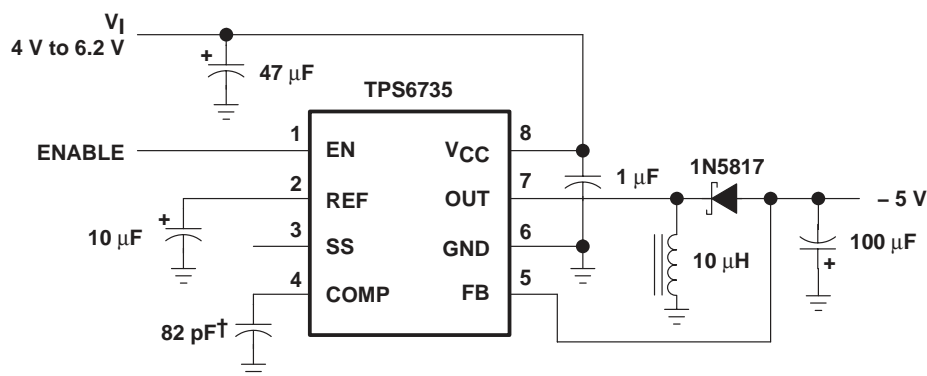 VI
4 V to 6.2 V
47 μF
TPS6735
ENABLE
1
EN
VCC
8
1N5817
2
REF
OUT
7
1 μF
– 5 V
10 μF
3
SS
GND
6
10 μH
100 μF
4
COMP
FB
5
82 pF†
+
+
+